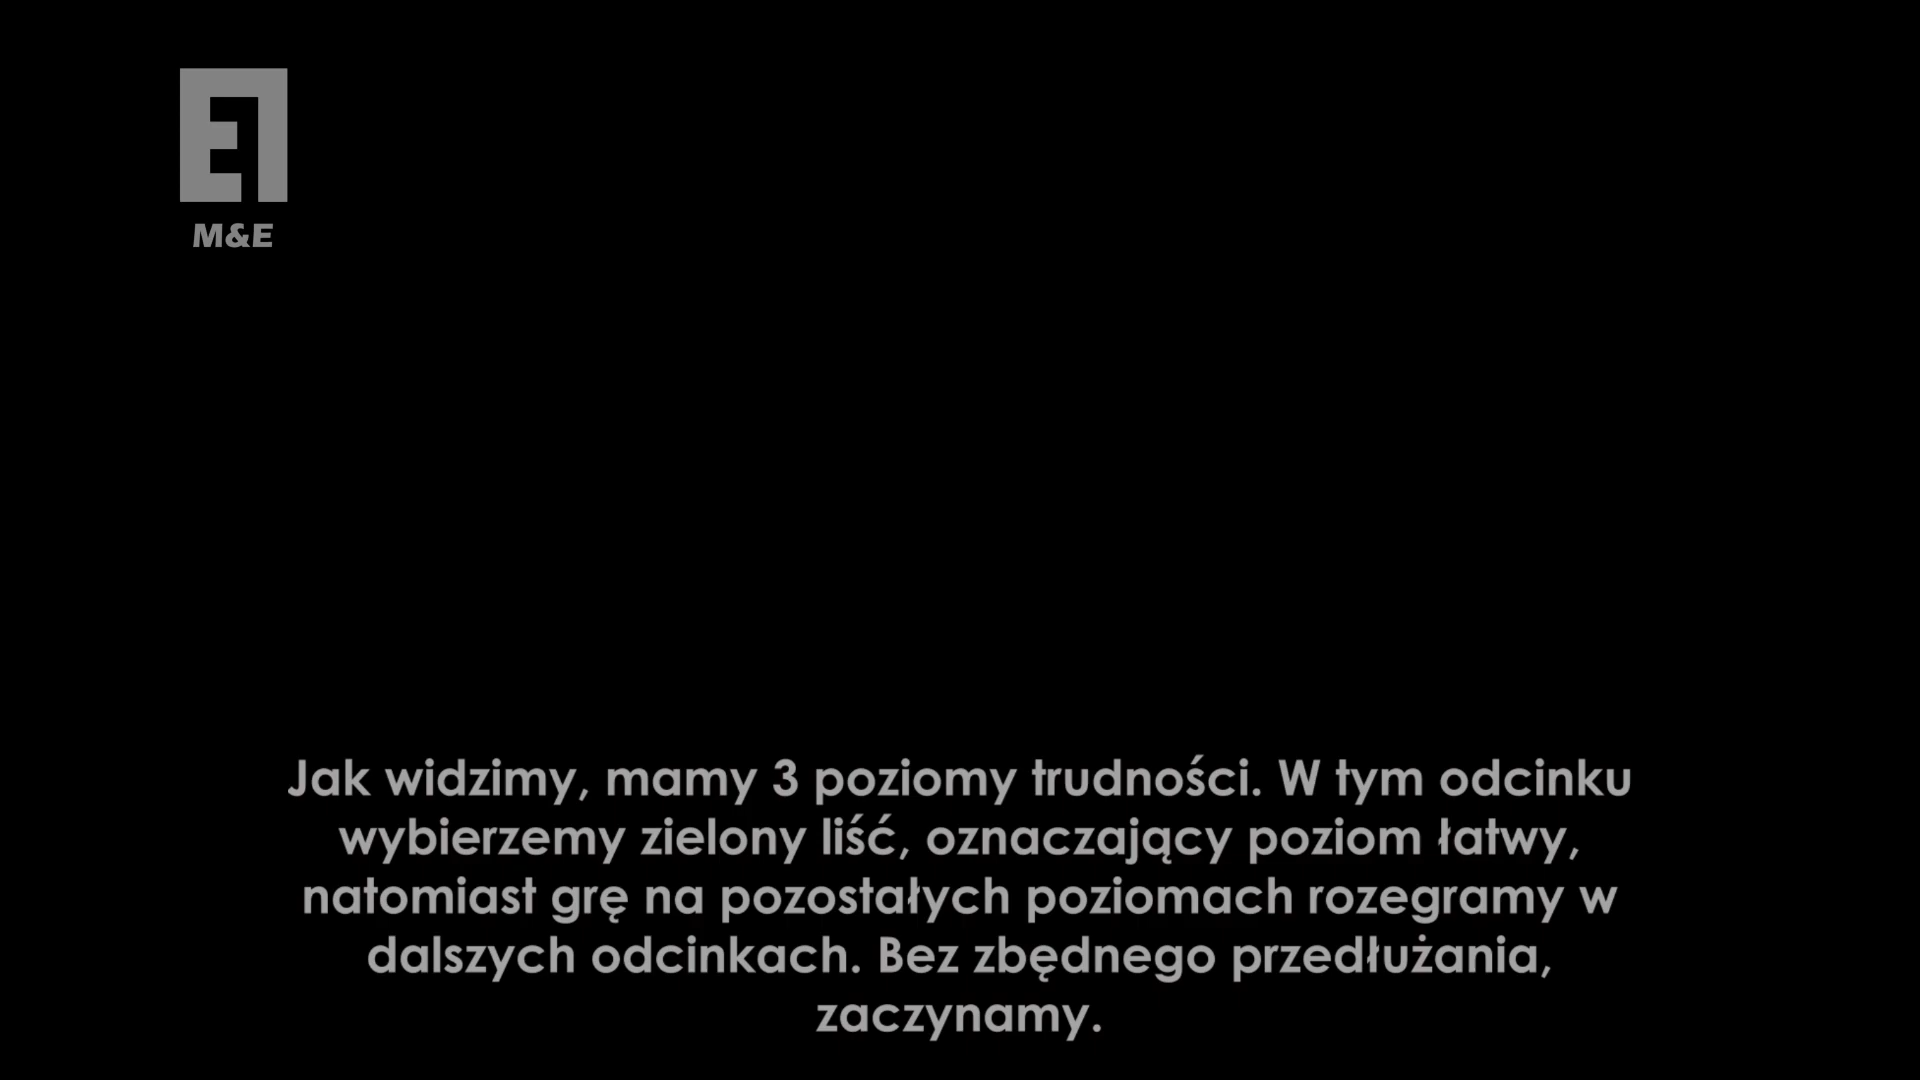 M&E
Jak widzimy, mamy 3 poziomy trudności. W tym odcinku
wybierzemy zielony liść, oznaczający poziom łatwy,
natomiast grę na pozostałych poziomach rozegramy w
dalszych odcinkach. Bez zbędnego przedłużania,
zaczynamy.